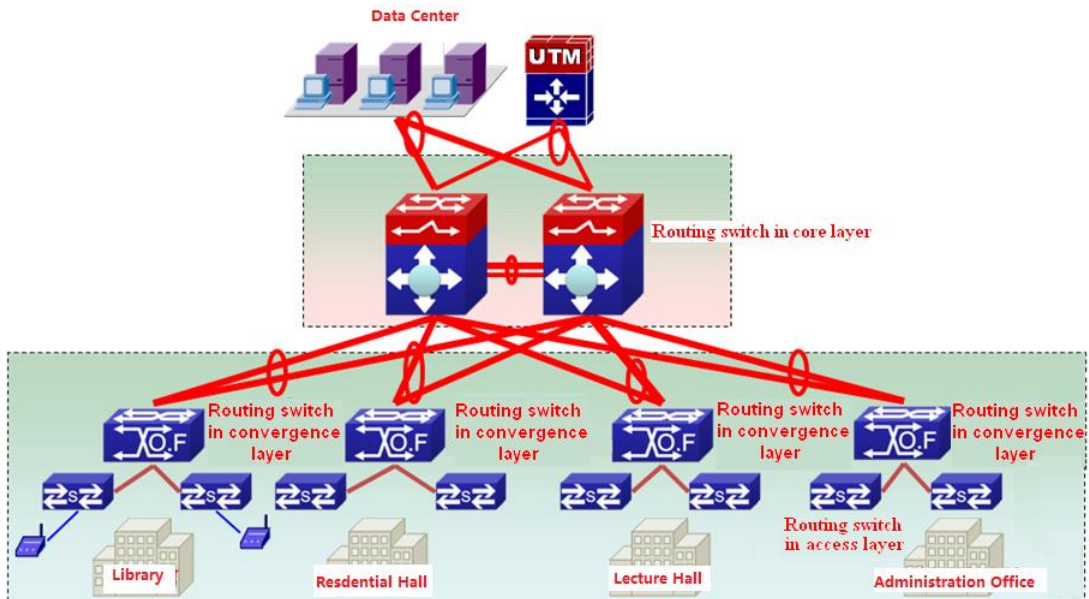 Data Center
UTM
Routing switch in core layer
Routing switch
in convergence
layer
O.F
Routing switch
in convergence
layer
O.F
Routing switch
in convergence
layer
O.F
Routing switch
in convergence
layer
O.F
S
S
S
S
S
S
S
S
Routing switch
in access layer
Library
Resdential Hall
Lecture Hall
Administration Office